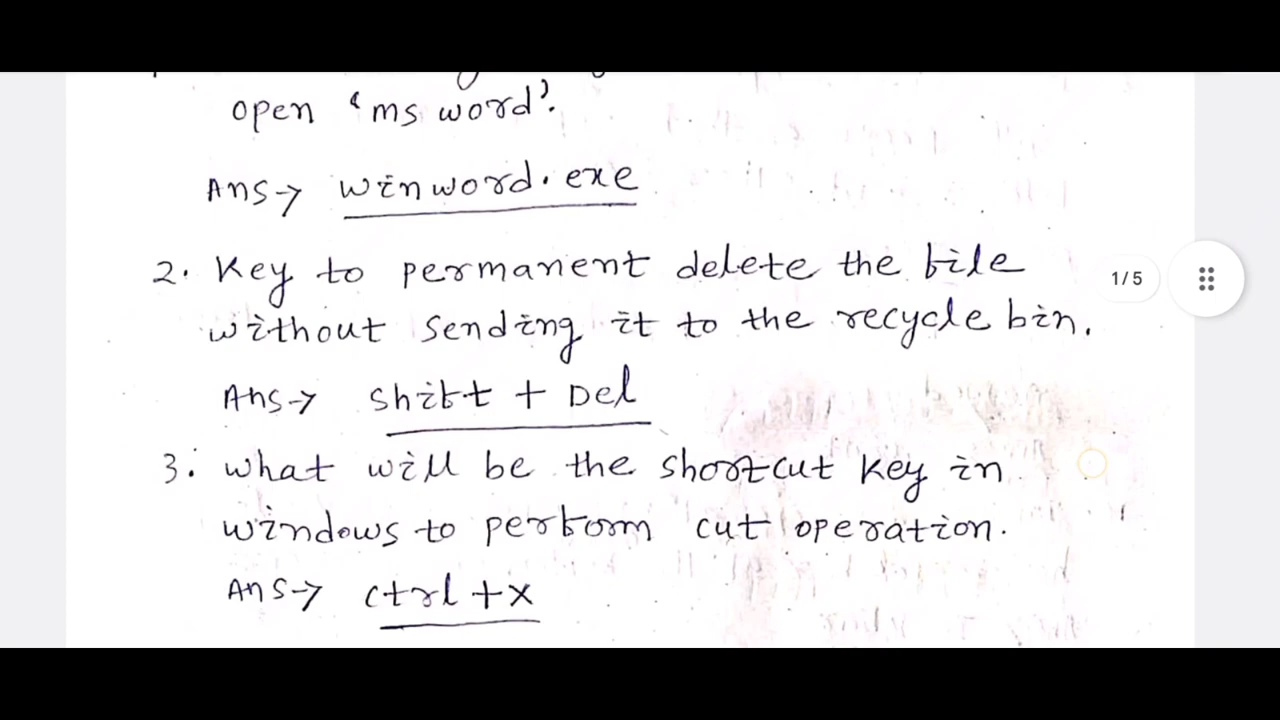 open 'ms word'.
Ans→ winword.exe
2. Key to permanent delete the file
without sending it to the recycle bin.
Ans→ Shift + Del
1/5
3. what will be the shortcut key in
windows to perform cut operation.
Ans→ ctrl +x